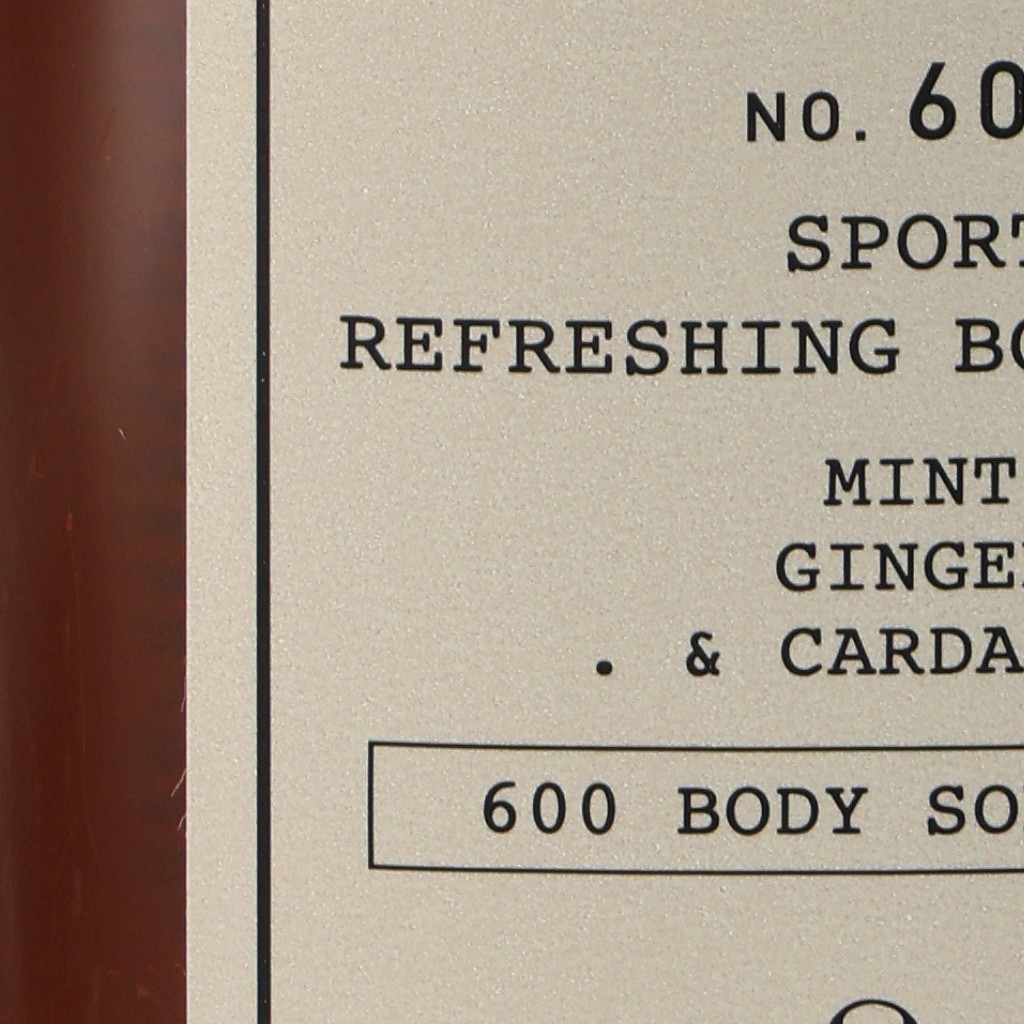 NO. 60
SPORT
REFRESHING BO
MINT
GINGE
. & CARDA
600 BODY SO